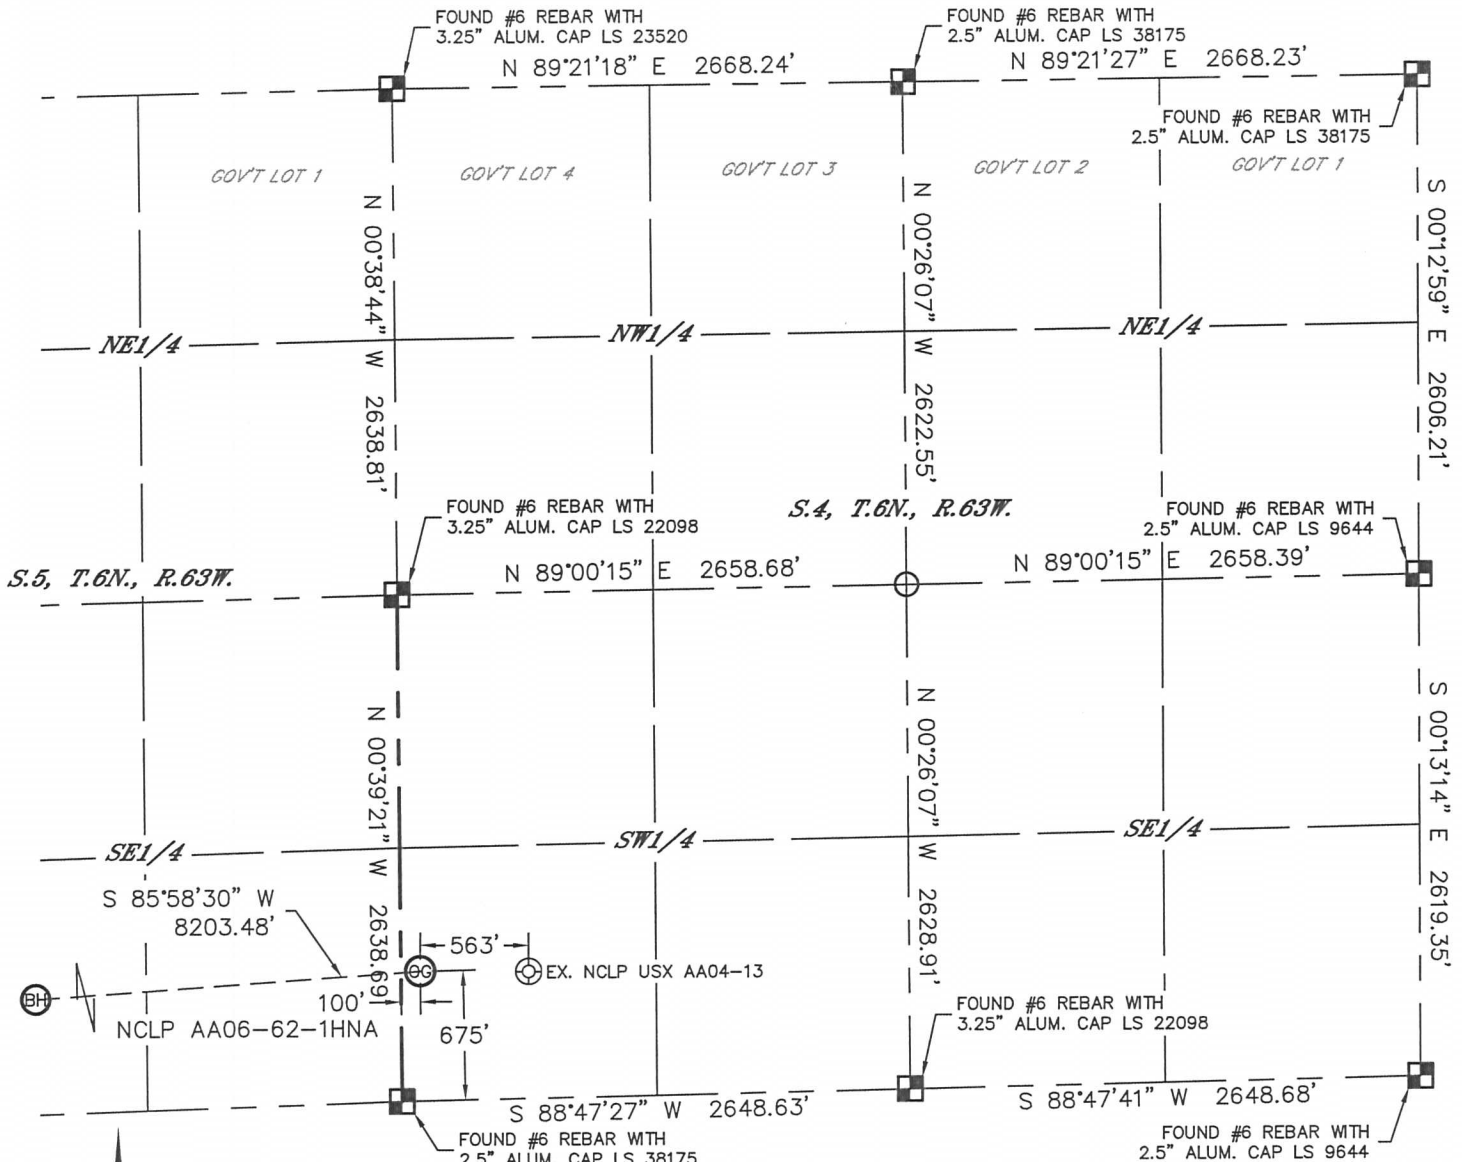 FOUND #6 REBAR WITH
3.25" ALUM. CAP LS 23520
FOUND #6 REBAR WITH
2.5" ALUM. CAP LS 38175
N 89°21'18" E 2668.24'
N 89°21'27" E 2668.23'
FOUND #6 REBAR WITH
2.5" ALUM. CAP LS 38175
GOV'T LOT 1
GOV'T LOT 4
GOV'T LOT 3
GOV'T LOT 2
GOV'T LOT 1
N 00°38'44" W 2638.81'
N 00°26'07" W 2622.55'
S 00°12'59" E 2606.21'
NE1/4
NW1/4
NE1/4
FOUND #6 REBAR WITH
3.25" ALUM. CAP LS 22098
S.4, T.6N., R.63W.
FOUND #6 REBAR WITH
2.5" ALUM. CAP LS 9644
S.5, T.6N., R.63W.
N 89°00'15" E 2658.68'
N 89°00'15" E 2658.39'
N 00°39'21" W 2638.69'
N 00°26'07" W 2628.91'
S 00°13'14" E 2619.35'
SE1/4
SW1/4
SE1/4
S 85°58'30" W
8203.48'
563'
OG
EX. NCLP USX AA04-13
BH
100'
NCLP AA06-62-1HNA
675'
FOUND #6 REBAR WITH
3.25" ALUM. CAP LS 22098
S 88°47'27" W 2648.63'
S 88°47'41" W 2648.68'
FOUND #6 REBAR WITH
2.5" ALUM. CAP LS 38175
FOUND #6 REBAR WITH
2.5" ALUM. CAP LS 9644